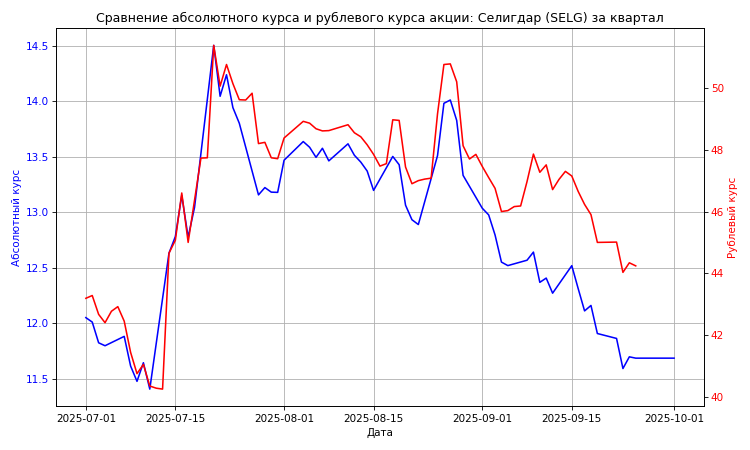 Сравнение абсолютного курса и рублевого курса акции: Селигдар (SELG) за квартал
Абсолютный курс
14.5
14.0
13.5
13.0
12.5
12.0
11.5
50
48
46
44
42
40
Рублевый курс
2025-07-01 2025-07-15 2025-08-01 2025-08-15 2025-09-01 2025-09-15 2025-10-01
Дата